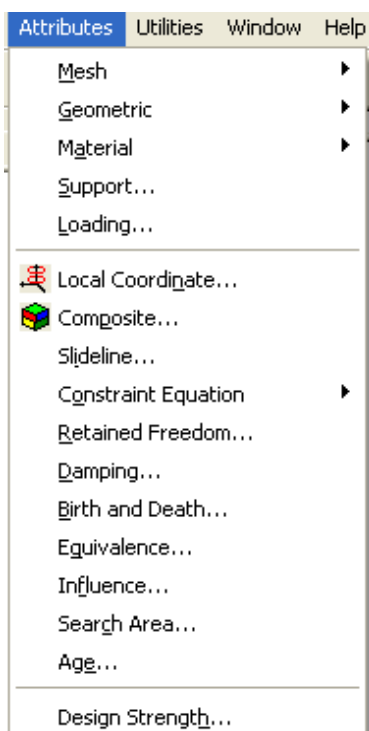 Attributes Utilities Window Help
Mesh
Geometric
Material
Support...
Loading...
Local Coordinate...
Composite...
Slideline...
Constraint Equation
Retained Freedom...
Damping...
Birth and Death...
Equivalence...
Influence...
Search Area...
Age...
Design Strength...